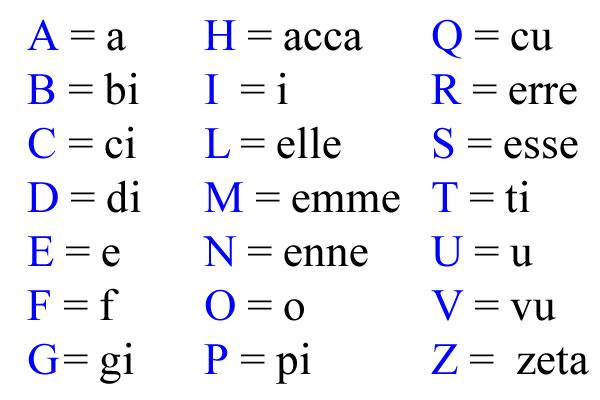 A = a
B = bi
C = ci
D = di
E = e
F = f
G= gi
H = acca
I = i
L = elle
M = emme
N = enne
O = o
P = pi
Q = cu
R = erre
S = esse
T = ti
U = u
V = vu
Z = zeta